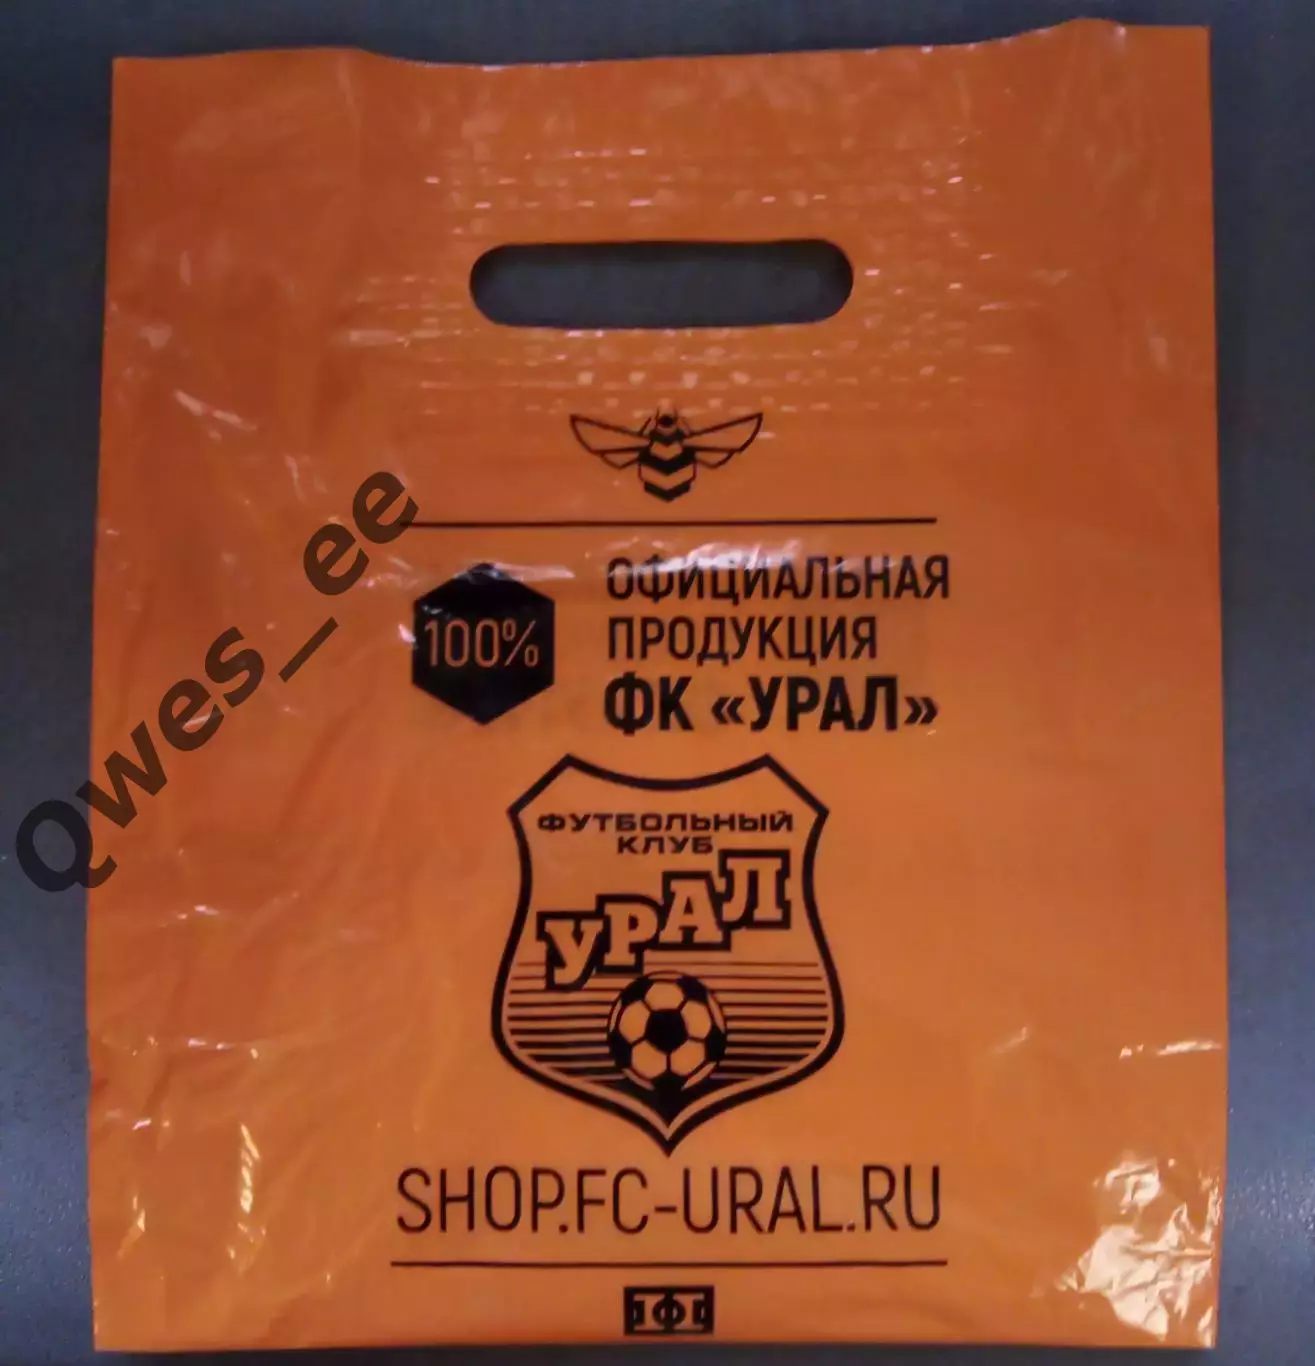 100%
ОФИЦИАЛЬНАЯ
ПРОДУКЦИЯ
ФК «УРАЛ»
ФУТБОЛЬНЫЙ
КЛУБ
УРАЛ
SHOP.FC-URAL.RU
Qwes_ee